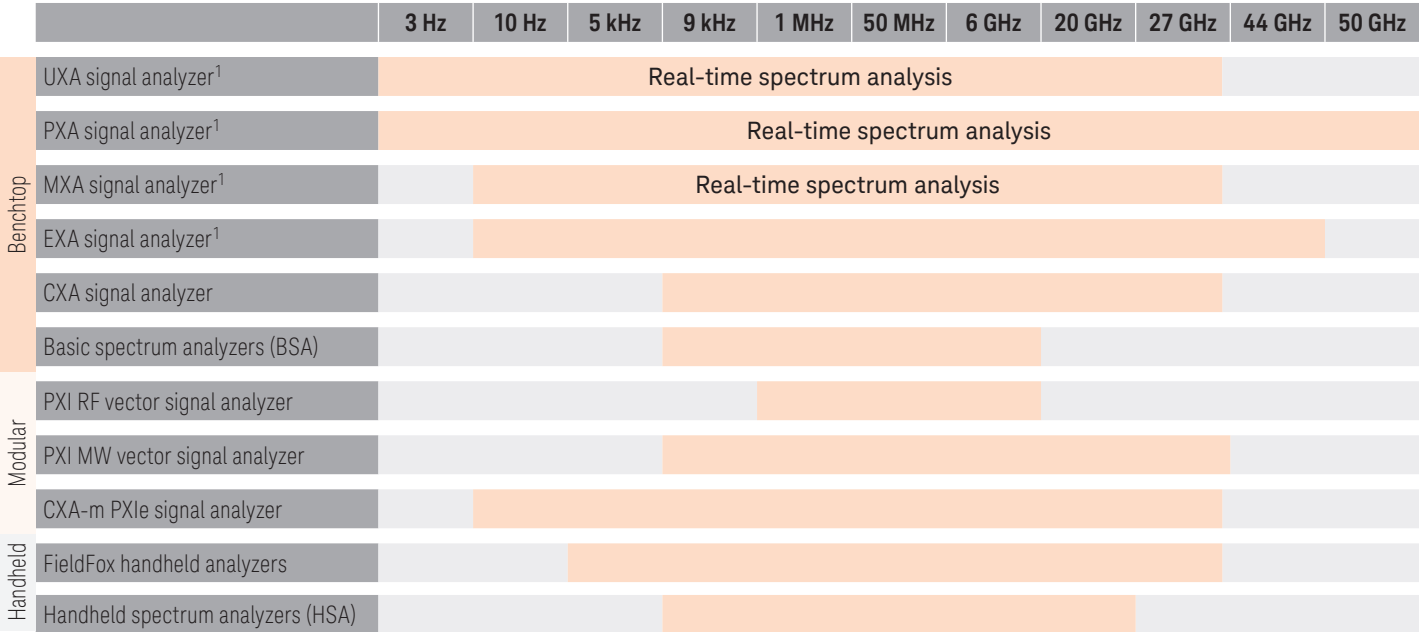 3 Hz 10 Hz 5 kHz 9 kHz 1 MHz 50 MHz 6 GHz 20 GHz 27 GHz 44 GHz 50 GHz
Benchtop
UXA signal analyzer1 Real-time spectrum analysis
PXA signal analyzer1 Real-time spectrum analysis
MXA signal analyzer1 Real-time spectrum analysis
EXA signal analyzer1
CXA signal analyzer
Basic spectrum analyzers (BSA)
Modular
PXI RF vector signal analyzer
PXI MW vector signal analyzer
CXA-m PXIe signal analyzer
Handheld
FieldFox handheld analyzers
Handheld spectrum analyzers (HSA)